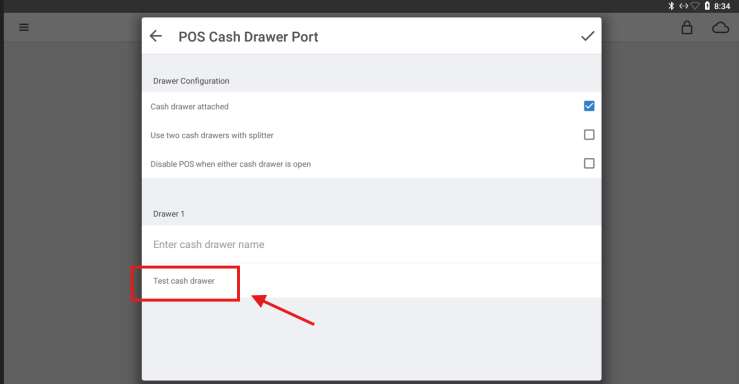 8:34
POS Cash Drawer Port
Drawer Configuration
Cash drawer attached
Use two cash drawers with splitter
Disable POS when either cash drawer is open
Drawer 1
Enter cash drawer name
Test cash drawer